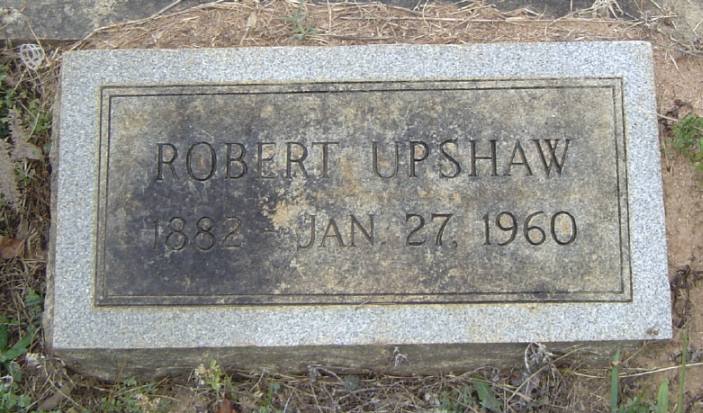 ROBERT UPSHAW
1882 - JAN. 27, 1960